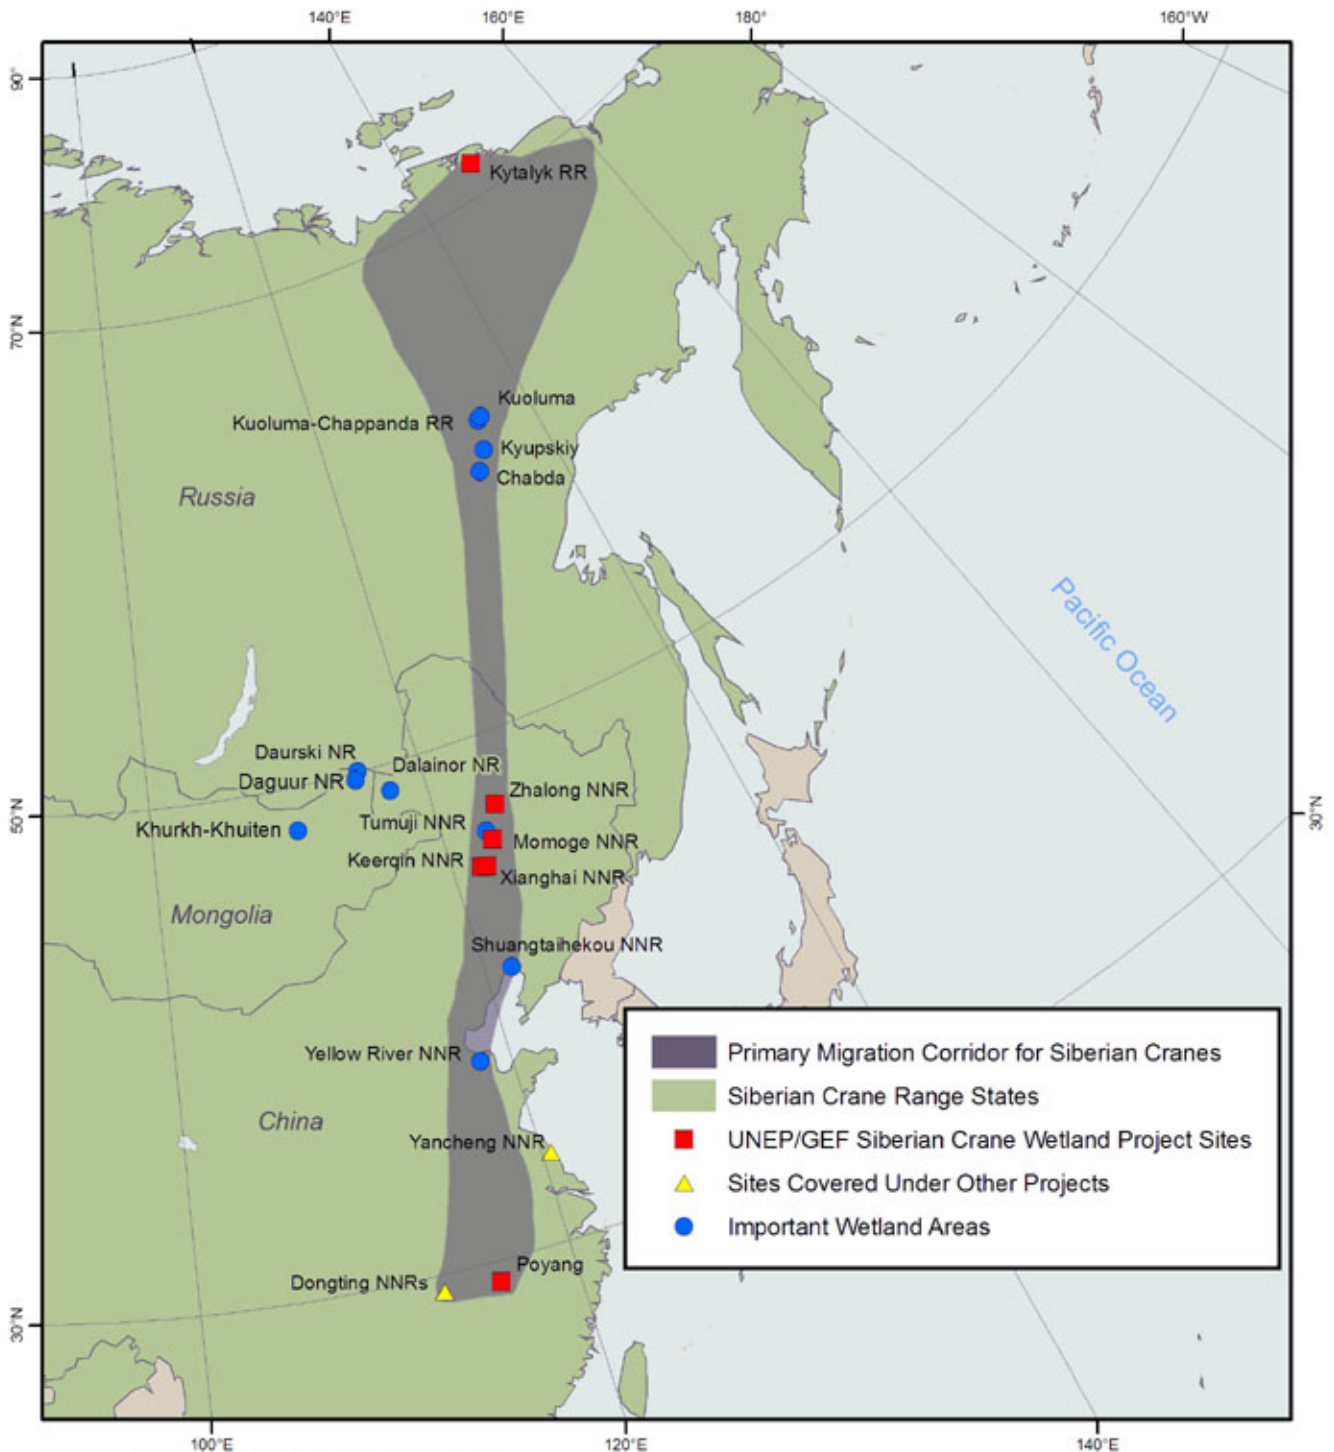 140°E
160°E
180°
160°W
90°
Kytalyk RR
70°N
Kuoluma
Kuoluma-Chappanda RR
Kyupskiy
Chabda
Russia
Pacific Ocean
Daurski NR
Dalainor NR
Daguur NR
Zhalong NNR
50°N
30°N
Khurkh-Khuiten
Tumuji NNR
Momoge NNR
Keerqin NNR
Xianghai NNR
Mongolia
Shuangtaihekou NNR
Yellow River NNR
Primary Migration Corridor for Siberian Cranes
Siberian Crane Range States
China
Yancheng NNR
UNEP/GEF Siberian Crane Wetland Project Sites
Sites Covered Under Other Projects
Important Wetland Areas
Poyang
Dongting NNRs
30°N
100°E
120°E
140°E